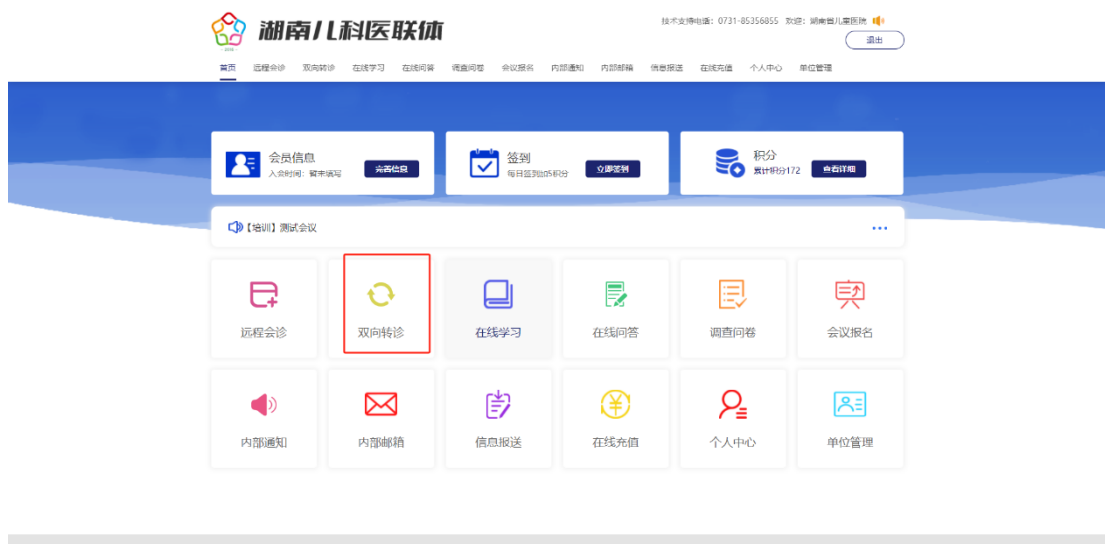 湖南儿科医联体
技术支持电话: 0731-85356855 欢迎: 湖南省儿童医院
退出
首页 远程会诊 双向转诊 在线学习 在线问答 调查问卷 会议报名 内部通知 内部邮箱 信息报送 在线充值 个人中心 单位管理
会员信息
入会时间: 暂未填写
完善信息
签到
每日签到加5积分
立即签到
积分
累计积分172
查看详细
【培训】测试会议
远程会诊 双向转诊 在线学习 在线问答 调查问卷 会议报名
内部通知 内部邮箱 信息报送 在线充值 个人中心 单位管理